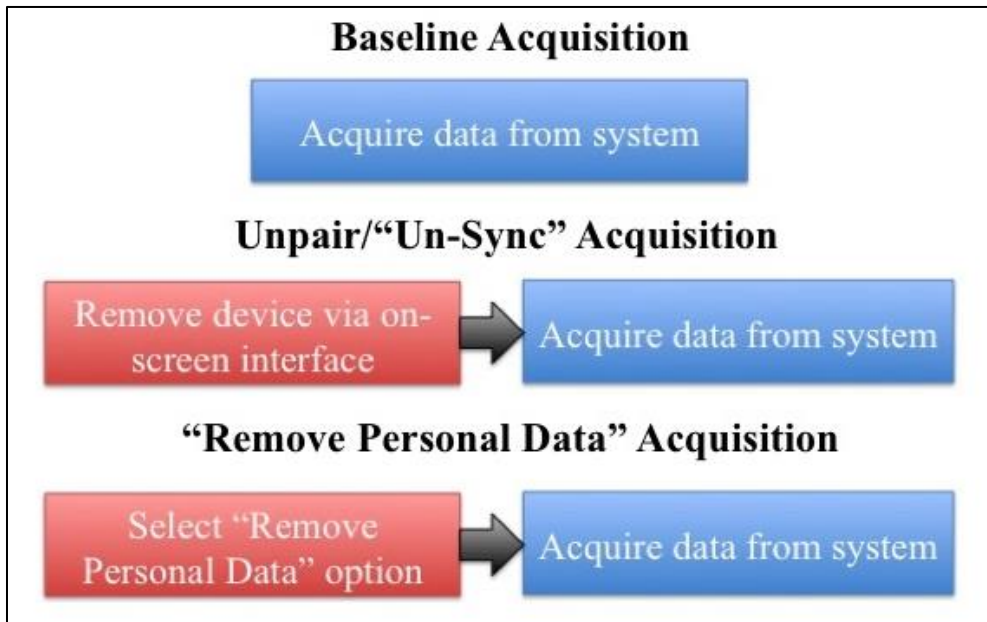 Baseline Acquisition
Acquire data from system
Unpair/“Un-Sync” Acquisition
Remove device via on-
screen interface
Acquire data from system
“Remove Personal Data” Acquisition
Select “Remove
Personal Data” option
Acquire data from system